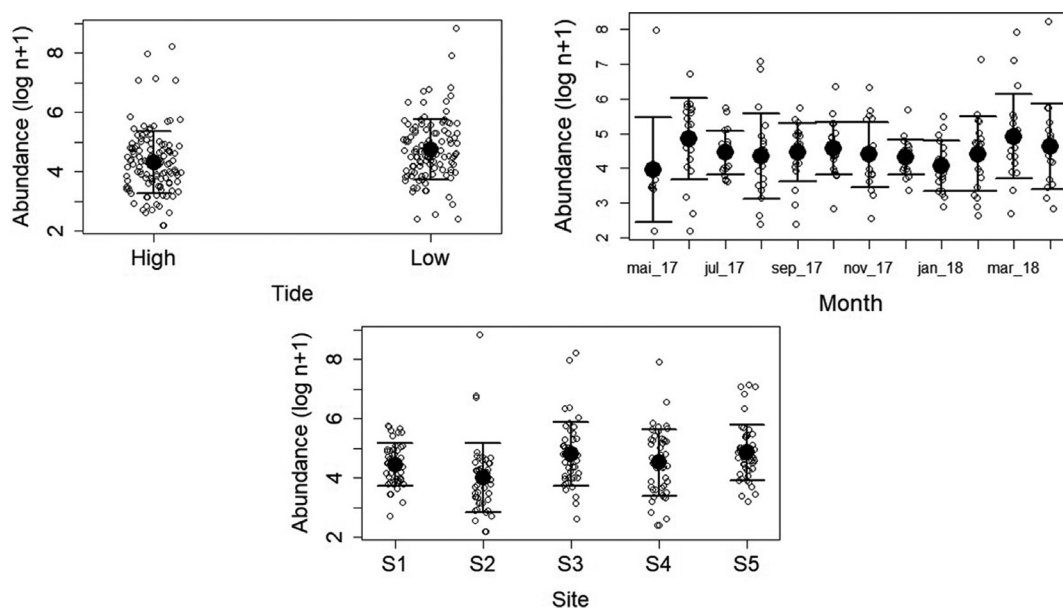 Abundance (log n+1)
8
6
4
2
High Low
Tide
Abundance (log n+1)
8
7
6
5
4
3
2
mai_17 jul_17 sep_17 nov_17 jan_18 mar_18
Month
Abundance (log n+1)
8
6
4
2
S1 S2 S3 S4 S5
Site